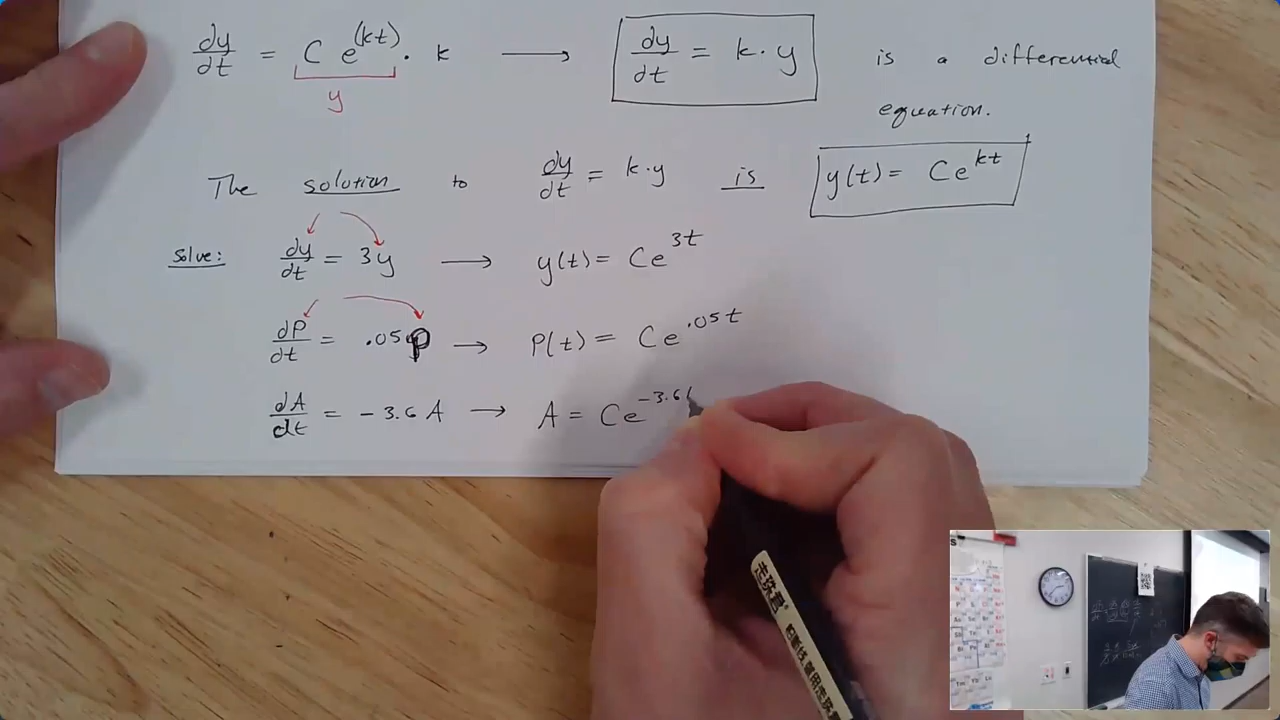 dy/dt = C e^(kt) · k ⟶ dy/dt = k · y is a differential
y
equation.
The solution to dy/dt = k·y is y(t) = Ce^kt
Solve: dy/dt = 3y ⟶ y(t) = Ce^3t
dP/dt = .05P ⟶ P(t) = Ce^.05t
dA/dt = -3.6A ⟶ A = Ce^-3.6